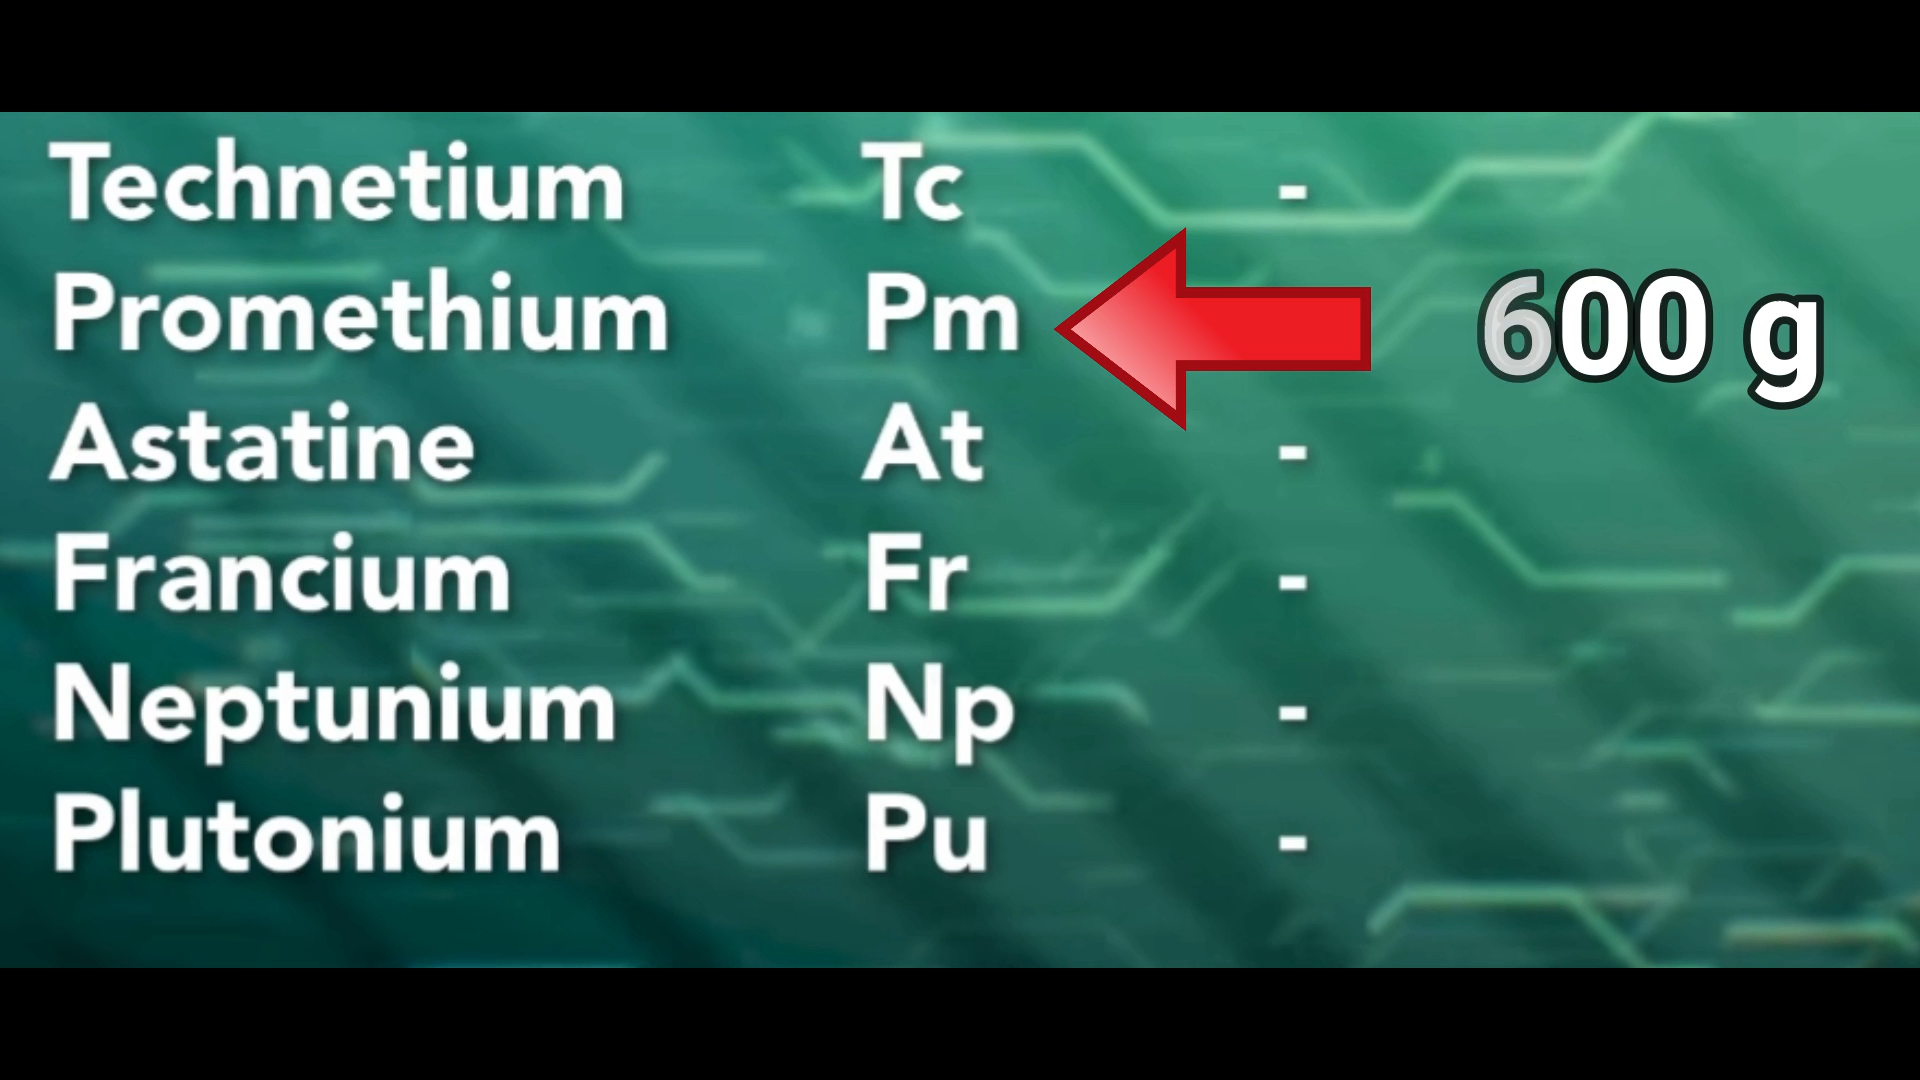 Technetium Tc -
Promethium Pm 600 g
Astatine At -
Francium Fr -
Neptunium Np -
Plutonium Pu -